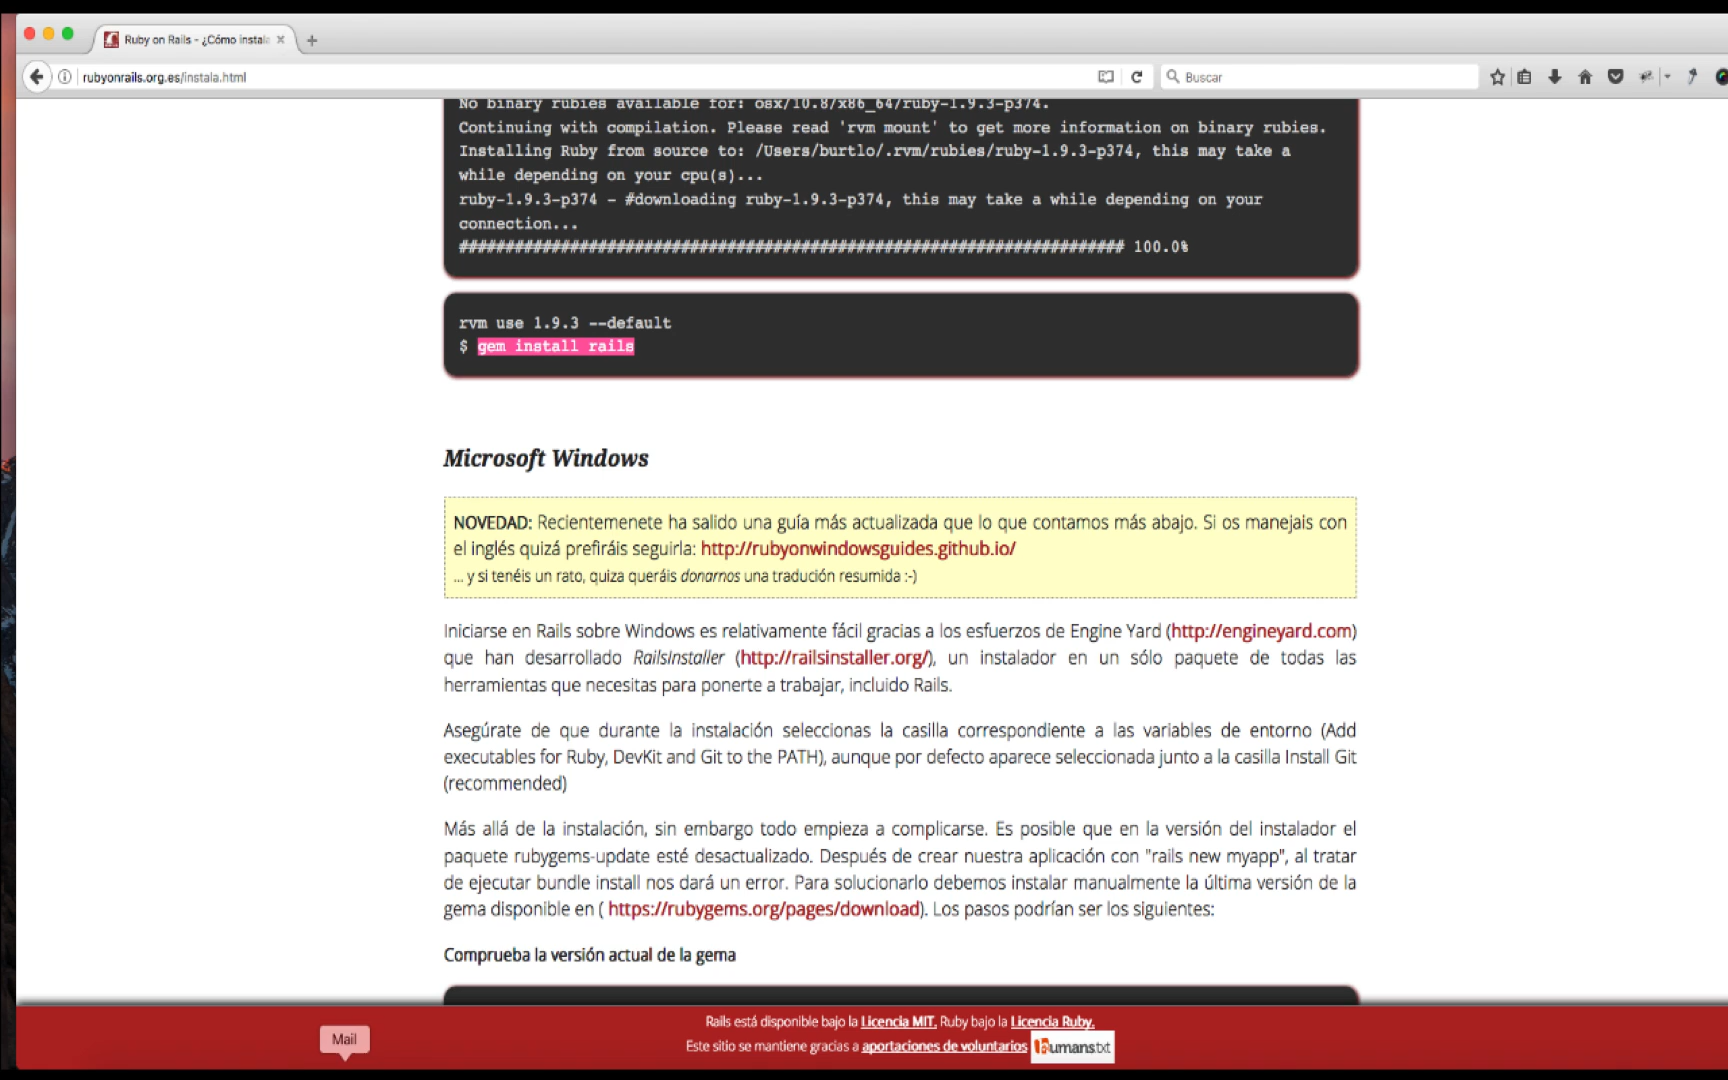 Ruby on Rails - ¿Cómo instala
rubyonrails.org.es/instala.html
Buscar
No binary rubies available for: osx/10.8/x86_64/ruby-1.9.3-p374.
Continuing with compilation. Please read 'rvm mount' to get more information on binary rubies.
Installing Ruby from source to: /Users/burtlo/.rvm/rubies/ruby-1.9.3-p374, this may take a
while depending on your cpu(s)...
ruby-1.9.3-p374 - #downloading ruby-1.9.3-p374, this may take a while depending on your
connection...
######################################################################## 100.0%
rvm use 1.9.3 --default
$ gem install rails
Microsoft Windows
NOVEDAD: Recientemenete ha salido una guía más actualizada que lo que contamos más abajo. Si os manejais con
el inglés quizá prefiráis seguirla: http://rubyonwindowsguides.github.io/
... y si tenéis un rato, quiza queráis donarnos una tradución resumida :-)
Iniciarse en Rails sobre Windows es relativamente fácil gracias a los esfuerzos de Engine Yard (http://engineyard.com)
que han desarrollado RailsInstaller (http://railsinstaller.org/), un instalador en un sólo paquete de todas las
herramientas que necesitas para ponerte a trabajar, incluido Rails.
Asegúrate de que durante la instalación seleccionas la casilla correspondiente a las variables de entorno (Add
executables for Ruby, DevKit and Git to the PATH), aunque por defecto aparece seleccionada junto a la casilla Install Git
(recommended)
Más allá de la instalación, sin embargo todo empieza a complicarse. Es posible que en la versión del instalador el
paquete rubygems-update esté desactualizado. Después de crear nuestra aplicación con "rails new myapp", al tratar
de ejecutar bundle install nos dará un error. Para solucionarlo debemos instalar manualmente la última versión de la
gema disponible en ( https://rubygems.org/pages/download). Los pasos podrían ser los siguientes:
Comprueba la versión actual de la gema
Rails está disponible bajo la Licencia MIT, Ruby bajo la Licencia Ruby.
Este sitio se mantiene gracias a aportaciones de voluntarios humans.txt
Mail